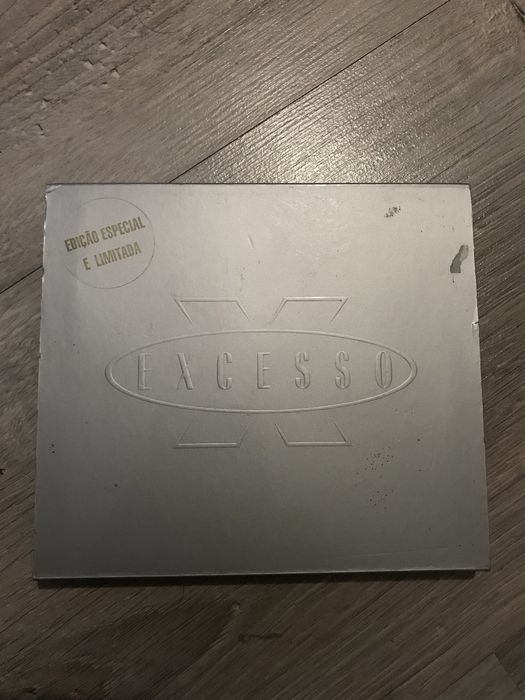 EDIÇÃO ESPECIAL
E LIMITADA
X
EXCESSO